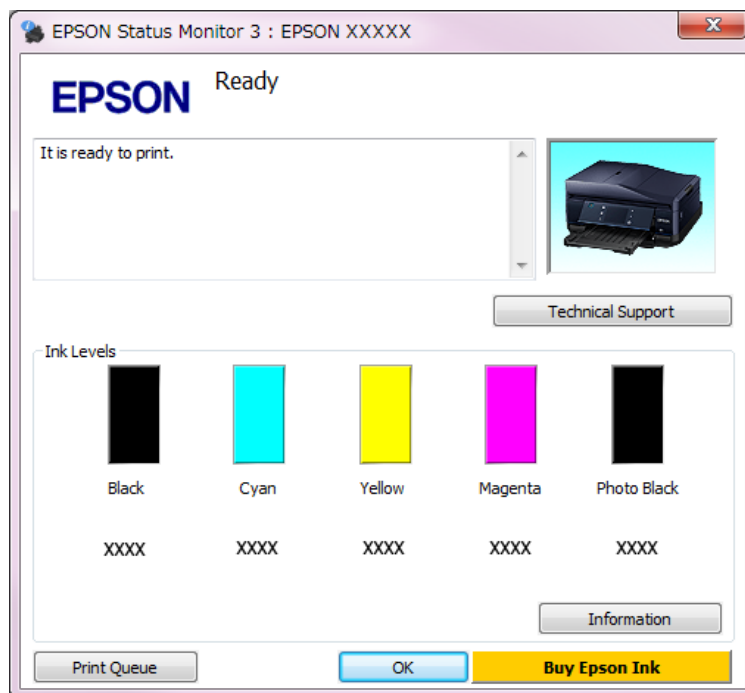 EPSON Status Monitor 3 : EPSON XXXXX
EPSON
Ready
It is ready to print.
Technical Support
Ink Levels
Black Cyan Yellow Magenta Photo Black
XXXX XXXX XXXX XXXX XXXX
Information
Print Queue OK Buy Epson Ink